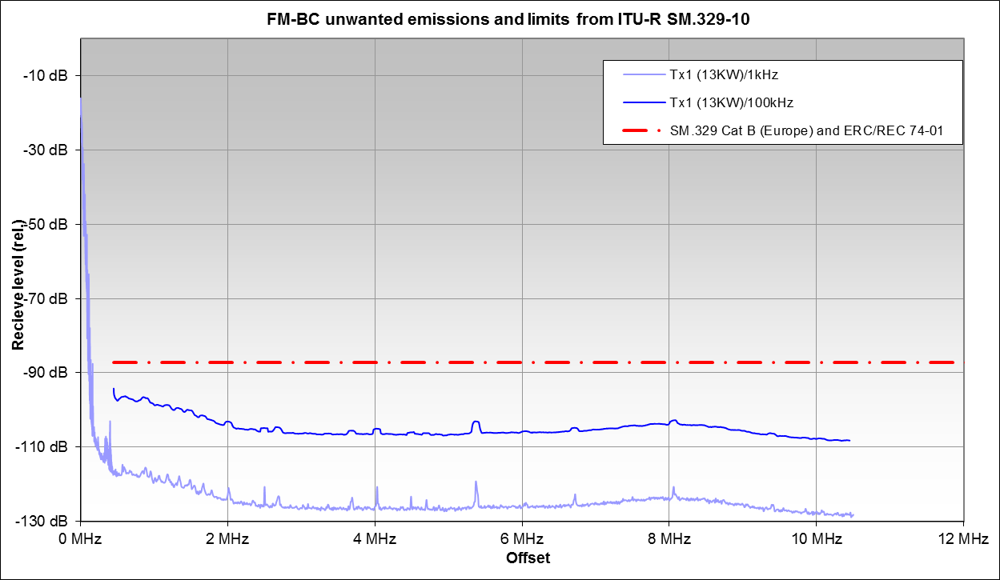 FM-BC unwanted emissions and limits from ITU-R SM.329-10
-10 dB
-30 dB
-50 dB
-70 dB
-90 dB
-110 dB
-130 dB
Recieve level (rel.)
Tx1 (13KW)/1kHz
Tx1 (13KW)/100kHz
SM.329 Cat B (Europe) and ERC/REC 74-01
0 MHz
2 MHz
4 MHz
6 MHz
8 MHz
10 MHz
12 MHz
Offset